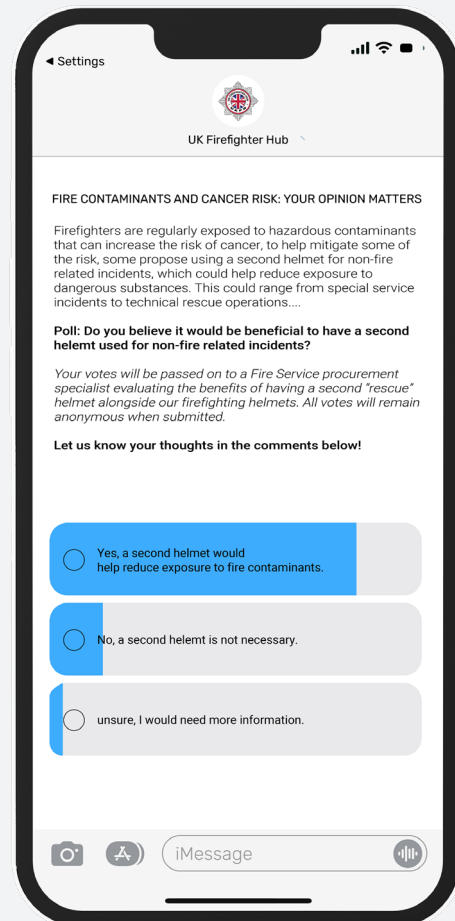 Settings
UK Firefighter Hub
FIRE CONTAMINANTS AND CANCER RISK: YOUR OPINION MATTERS
Firefighters are regularly exposed to hazardous contaminants
that can increase the risk of cancer, to help mitigate some of
the risk, some propose using a second helmet for non-fire
related incidents, which could help reduce exposure to
dangerous substances. This could range from special service
incidents to technical rescue operations....
Poll: Do you believe it would be beneficial to have a second
helemt used for non-fire related incidents?
Your votes will be passed on to a Fire Service procurement
specialist evaluating the benefits of having a second "rescue"
helmet alongside our firefighting helmets. All votes will remain
anonymous when submitted.
Let us know your thoughts in the comments below!
Yes, a second helmet would
help reduce exposure to fire contaminants.
No, a second helemt is not necessary.
unsure, I would need more information.
iMessage